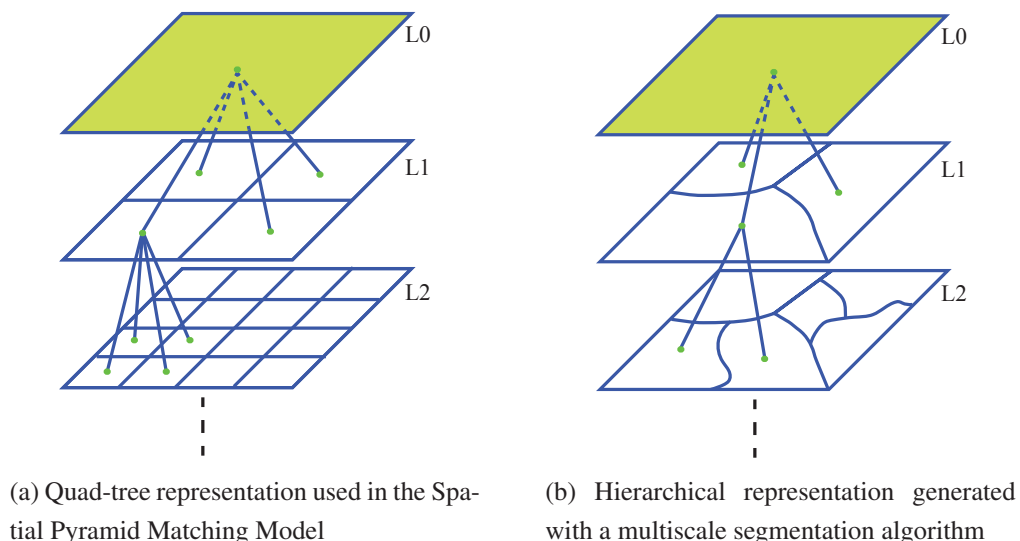 L0
L1
L2
(a) Quad-tree representation used in the Spa-
tial Pyramid Matching Model
L0
L1
L2
(b) Hierarchical representation generated
with a multiscale segmentation algorithm